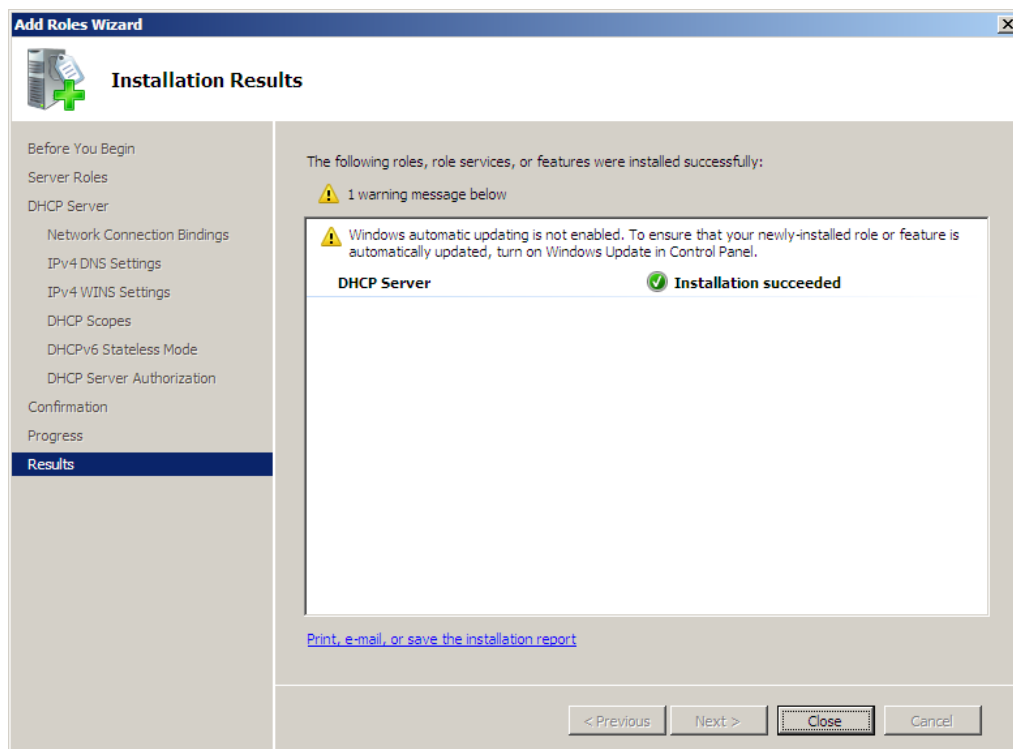 Add Roles Wizard
Installation Results
Before You Begin
Server Roles
DHCP Server
Network Connection Bindings
IPv4 DNS Settings
IPv4 WINS Settings
DHCP Scopes
DHCPv6 Stateless Mode
DHCP Server Authorization
Confirmation
Progress
Results
The following roles, role services, or features were installed successfully:
1 warning message below
Windows automatic updating is not enabled. To ensure that your newly-installed role or feature is
automatically updated, turn on Windows Update in Control Panel.
DHCP Server Installation succeeded
Print, e-mail, or save the installation report
< Previous Next > Close Cancel